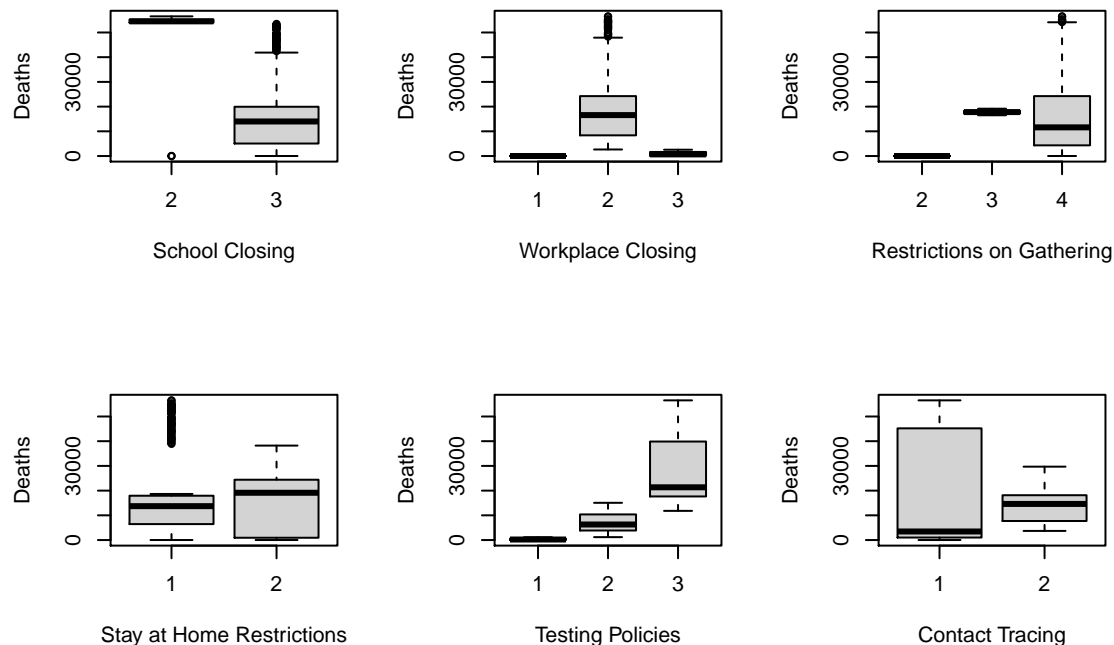 Deaths
30000
0
2 3
School Closing
Deaths
30000
0
1 2 3
Workplace Closing
Deaths
30000
0
2 3 4
Restrictions on Gathering
Deaths
30000
0
1 2
Stay at Home Restrictions
Deaths
30000
0
1 2 3
Testing Policies
Deaths
30000
0
1 2
Contact Tracing